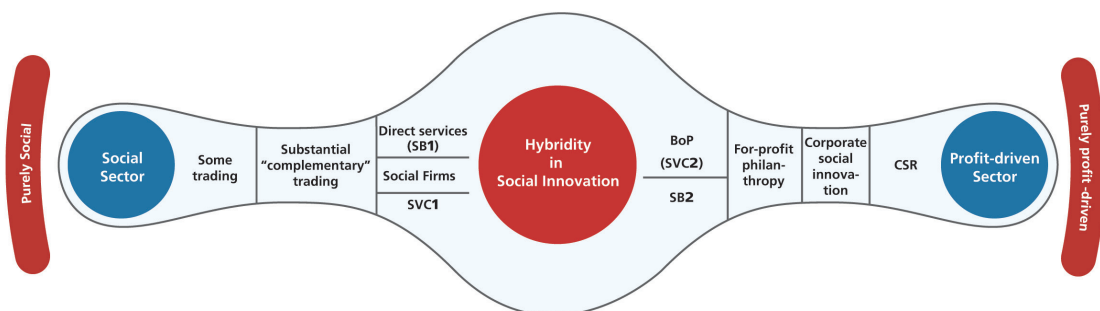 Purely Social
Social
Sector
Some
trading
Substantial
“complementary”
trading
Direct services
(SB1)
Social Firms
SVC1
Hybridity
in
Social Innovation
BoP
(SVC2)
SB2
For-profit
philan-
thropy
Corporate
social
innova-
tion
CSR
Profit-driven
Sector
Purely profit -driven